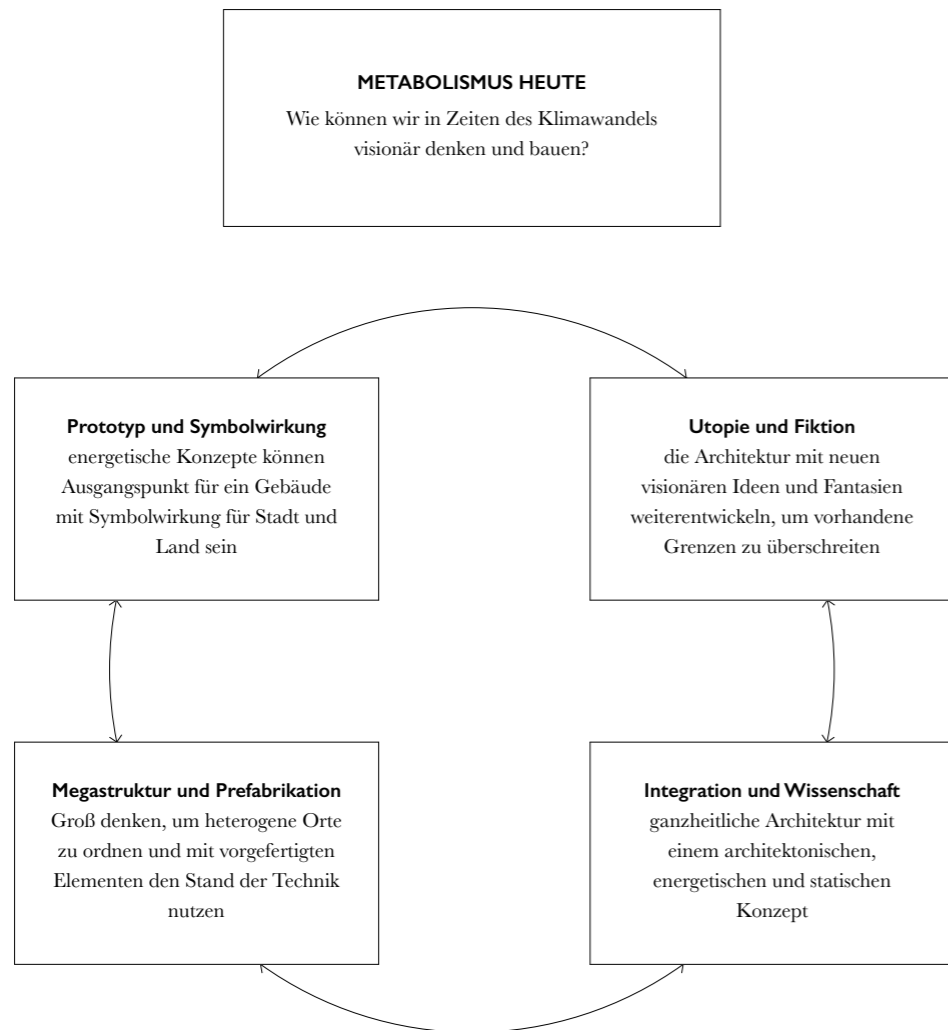 METABOLISMUS HEUTE
Wie können wir in Zeiten des Klimawandels
visionär denken und bauen?
Prototyp und Symbolwirkung
energetische Konzepte können
Ausgangspunkt für ein Gebäude
mit Symbolwirkung für Stadt und
Land sein
Utopie und Fiktion
die Architektur mit neuen
visionären Ideen und Fantasien
weiterentwickeln, um vorhandene
Grenzen zu überschreiten
Megastruktur und Prefabrikation
Groß denken, um heterogene Orte
zu ordnen und mit vorgefertigten
Elementen den Stand der Technik
nutzen
Integration und Wissenschaft
ganzheitliche Architektur mit
einem architektonischen,
energetischen und statischen
Konzept